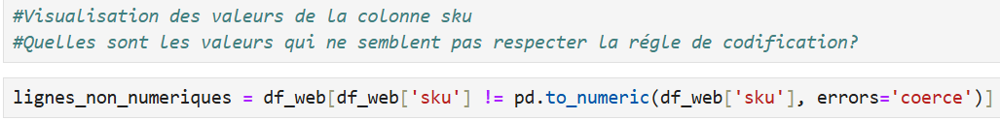 #Visualisation des valeurs de la colonne sku
#Quelles sont les valeurs qui ne semblent pas respecter la régle de codification?
lignes_non_numeriques = df_web[df_web['sku'] != pd.to_numeric(df_web['sku'], errors='coerce')]